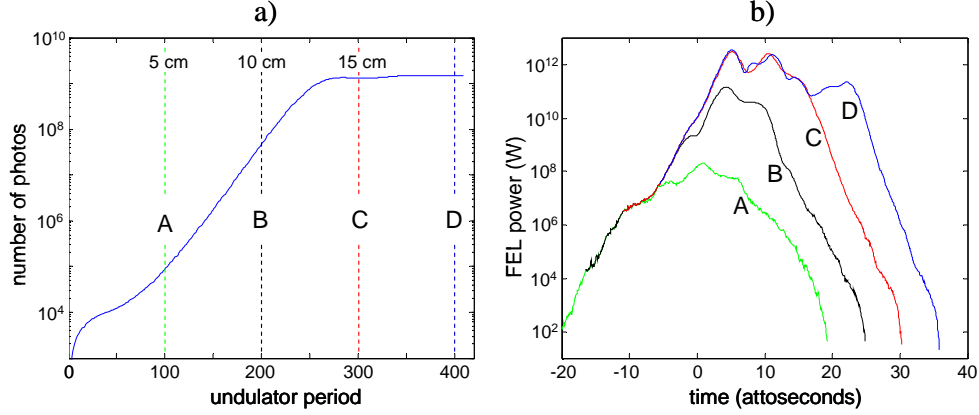 a)
number of photos
10^10
10^8
10^6
10^4
5 cm
10 cm
15 cm
A
B
C
D
0
100
200
300
400
undulator period
b)
FEL power (W)
10^12
10^10
10^8
10^6
10^4
10^2
A
B
C
D
-20
-10
0
10
20
30
40
time (attoseconds)